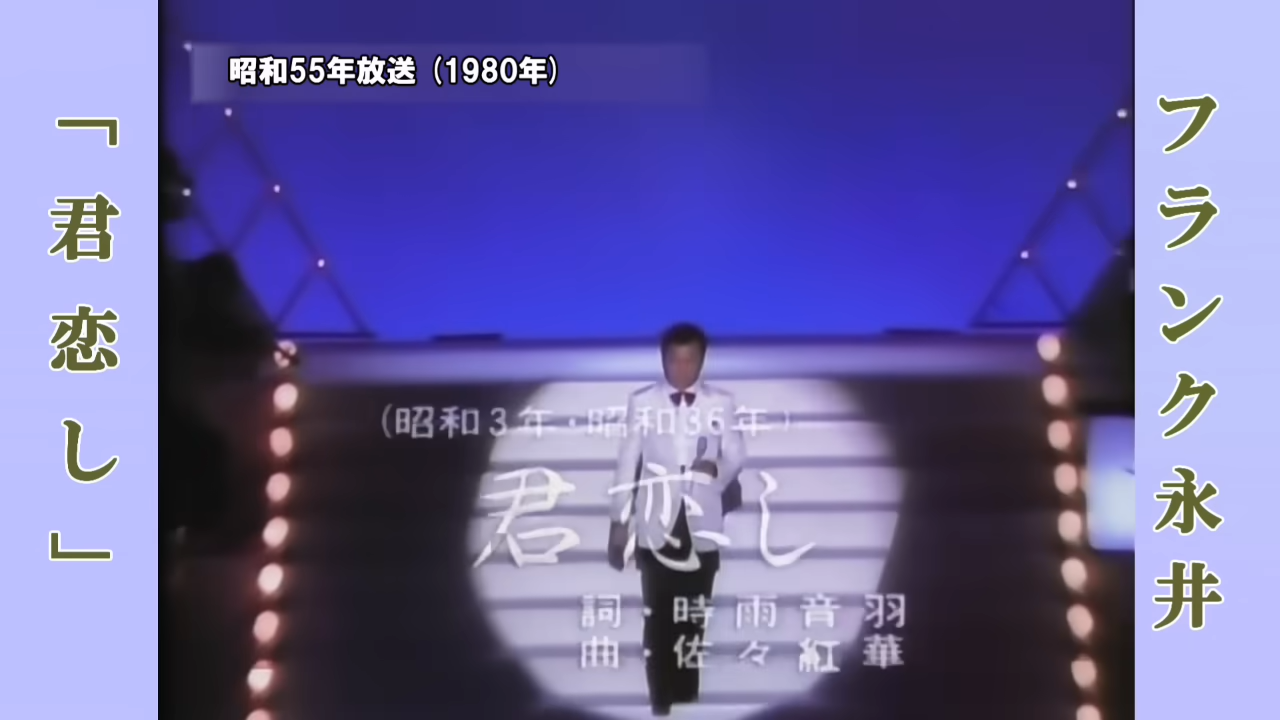 昭和55年放送（1980年）
フランク永井
「君恋し」
（昭和3年・昭和36年）
君恋し
詞・時雨音羽
曲・佐々紅華